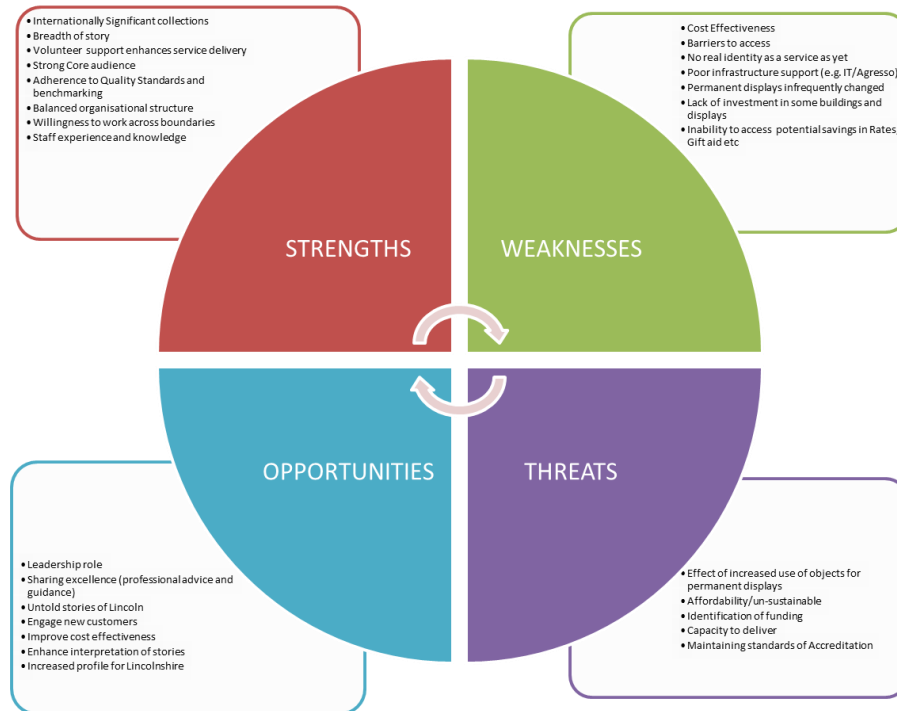 • Internationally Significant collections
• Breadth of story
• Volunteer support enhances service delivery
• Strong Core audience
• Adherence to Quality Standards and
benchmarking
• Balanced organisational structure
• Willingness to work across boundaries
• Staff experience and knowledge
• Cost Effectiveness
• Barriers to access
• No real identity as a service as yet
• Poor infrastructure support (e.g. IT/Agresso)
• Permanent displays infrequently changed
• Lack of investment in some buildings and
displays
• Inability to access potential savings in Rates,
Gift aid etc
STRENGTHS
WEAKNESSES
OPPORTUNITIES
THREATS
• Leadership role
• Sharing excellence (professional advice and
guidance)
• Untold stories of Lincoln
• Engage new customers
• Improve cost effectiveness
• Enhance interpretation of stories
• Increased profile for Lincolnshire
• Effect of increased use of objects for
permanent displays
• Affordability/un-sustainable
• Identification of funding
• Capacity to deliver
• Maintaining standards of Accreditation